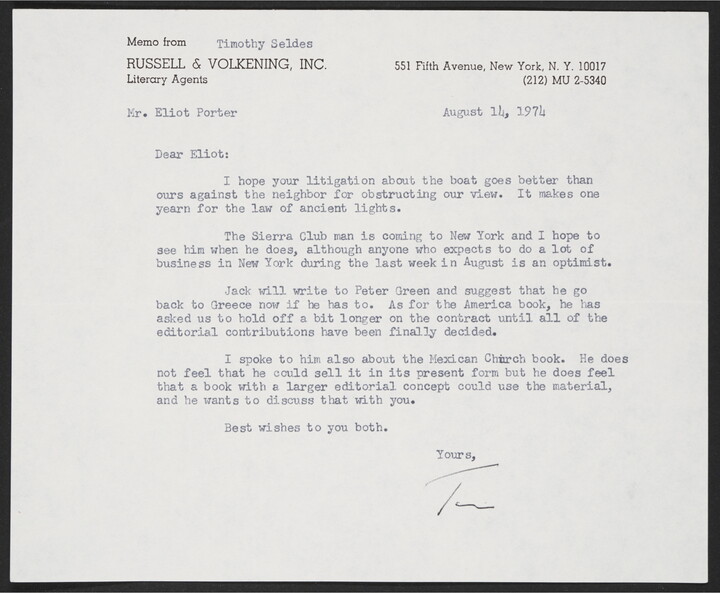 Memo from Timothy Seldes
RUSSELL & VOLKENING, INC.
Literary Agents
551 Fifth Avenue, New York, N. Y. 10017
(212) MU 2-5340
Mr. Eliot Porter August 14, 1974
Dear Eliot:
I hope your litigation about the boat goes better than
ours against the neighbor for obstructing our view. It makes one
yearn for the law of ancient lights.
The Sierra Club man is coming to New York and I hope to
see him when he does, although anyone who expects to do a lot of
business in New York during the last week in August is an optimist.
Jack will write to Peter Green and suggest that he go
back to Greece now if he has to. As for the America book, he has
asked us to hold off a bit longer on the contract until all of the
editorial contributions have been finally decided.
I spoke to him also about the Mexican Church book. He does
not feel that he could sell it in its present form but he does feel
that a book with a larger editorial concept could use the material,
and he wants to discuss that with you.
Best wishes to you both.
Yours,
Tim